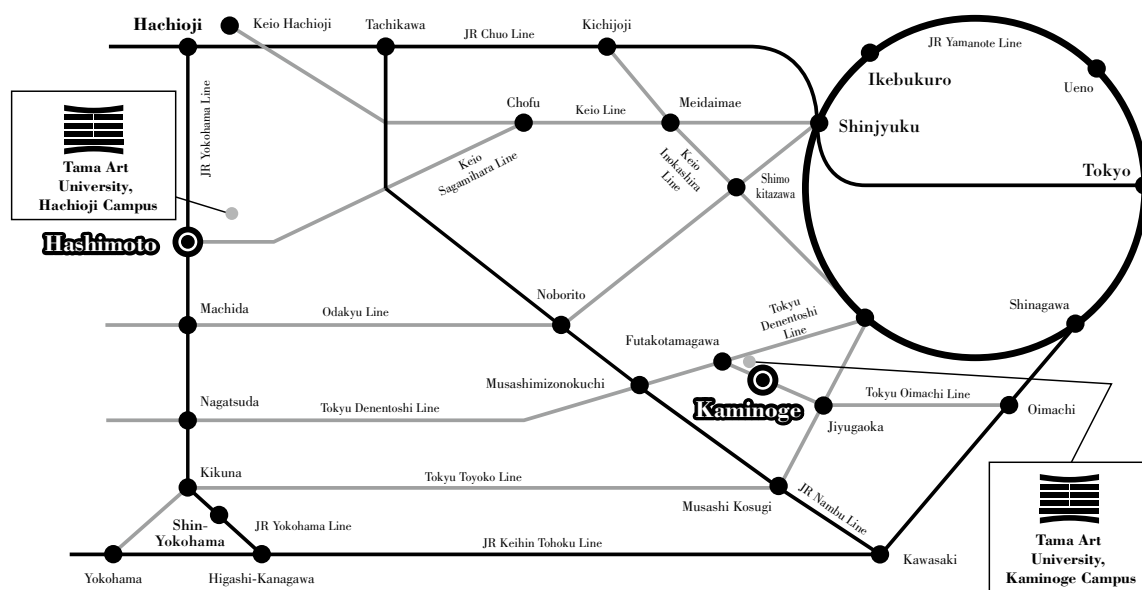 Hachioji
Keio Hachioji
Tachikawa
JR Chuo Line
Kichijoji
JR Yamanote Line
Ikebukuro
Ueno
JR Yokohama Line
Chofu
Keio Line
Meidaimae
Shinjyuku
Tama Art
University,
Hachioji Campus
Keio
Sagamihara Line
Keio
Inokashira
Line
Shimo
kitazawa
Tokyo
Hashimoto
Machida
Odakyu Line
Noborito
Tokyu
Denentoshi
Line
Shinagawa
Futakotamagawa
Musashimizonokuchi
Kaminoge
Nagatsuda
Tokyu Denentoshi Line
Tokyu Oimachi Line
Jiyugaoka
Oimachi
Kikuna
Tokyu Toyoko Line
Musashi Kosugi
JR Nambu Line
Shin-
Yokohama
JR Yokohama Line
JR Keihin Tohoku Line
Yokohama
Higashi-Kanagawa
Kawasaki
Tama Art
University,
Kaminoge Campus